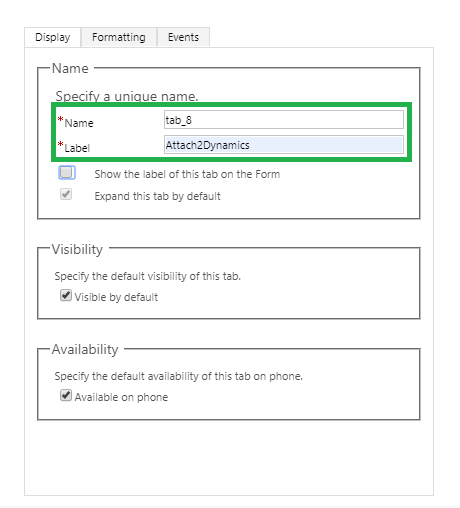 Display Formatting Events
Name
Specify a unique name.
*Name tab_8
*Label Attach2Dynamics
Show the label of this tab on the Form
Expand this tab by default
Visibility
Specify the default visibility of this tab.
Visible by default
Availability
Specify the default availability of this tab on phone.
Available on phone